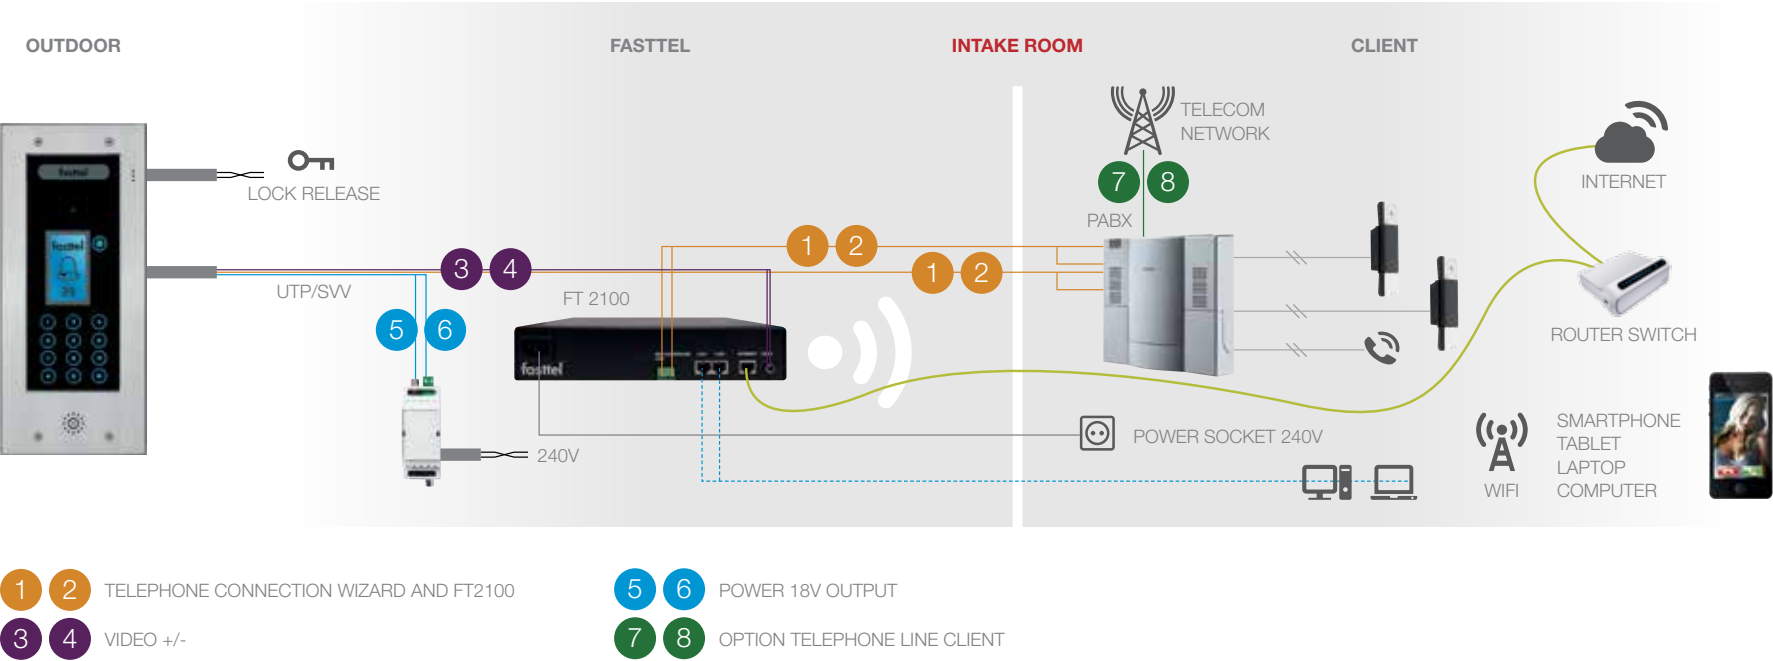 OUTDOOR
FASTTEL
INTAKE ROOM
CLIENT
TELECOM
NETWORK
fasttel
LOCK RELEASE
7 8
INTERNET
PABX
1 2
fasttel
3 4
1 2
UTP/SVV
FT 2100
5 6
ROUTER SWITCH
fasttel
POWER SOCKET 240V
240V
WIFI
SMARTPHONE
TABLET
LAPTOP
COMPUTER
1 2 TELEPHONE CONNECTION WIZARD AND FT2100
3 4 VIDEO +/-
5 6 POWER 18V OUTPUT
7 8 OPTION TELEPHONE LINE CLIENT